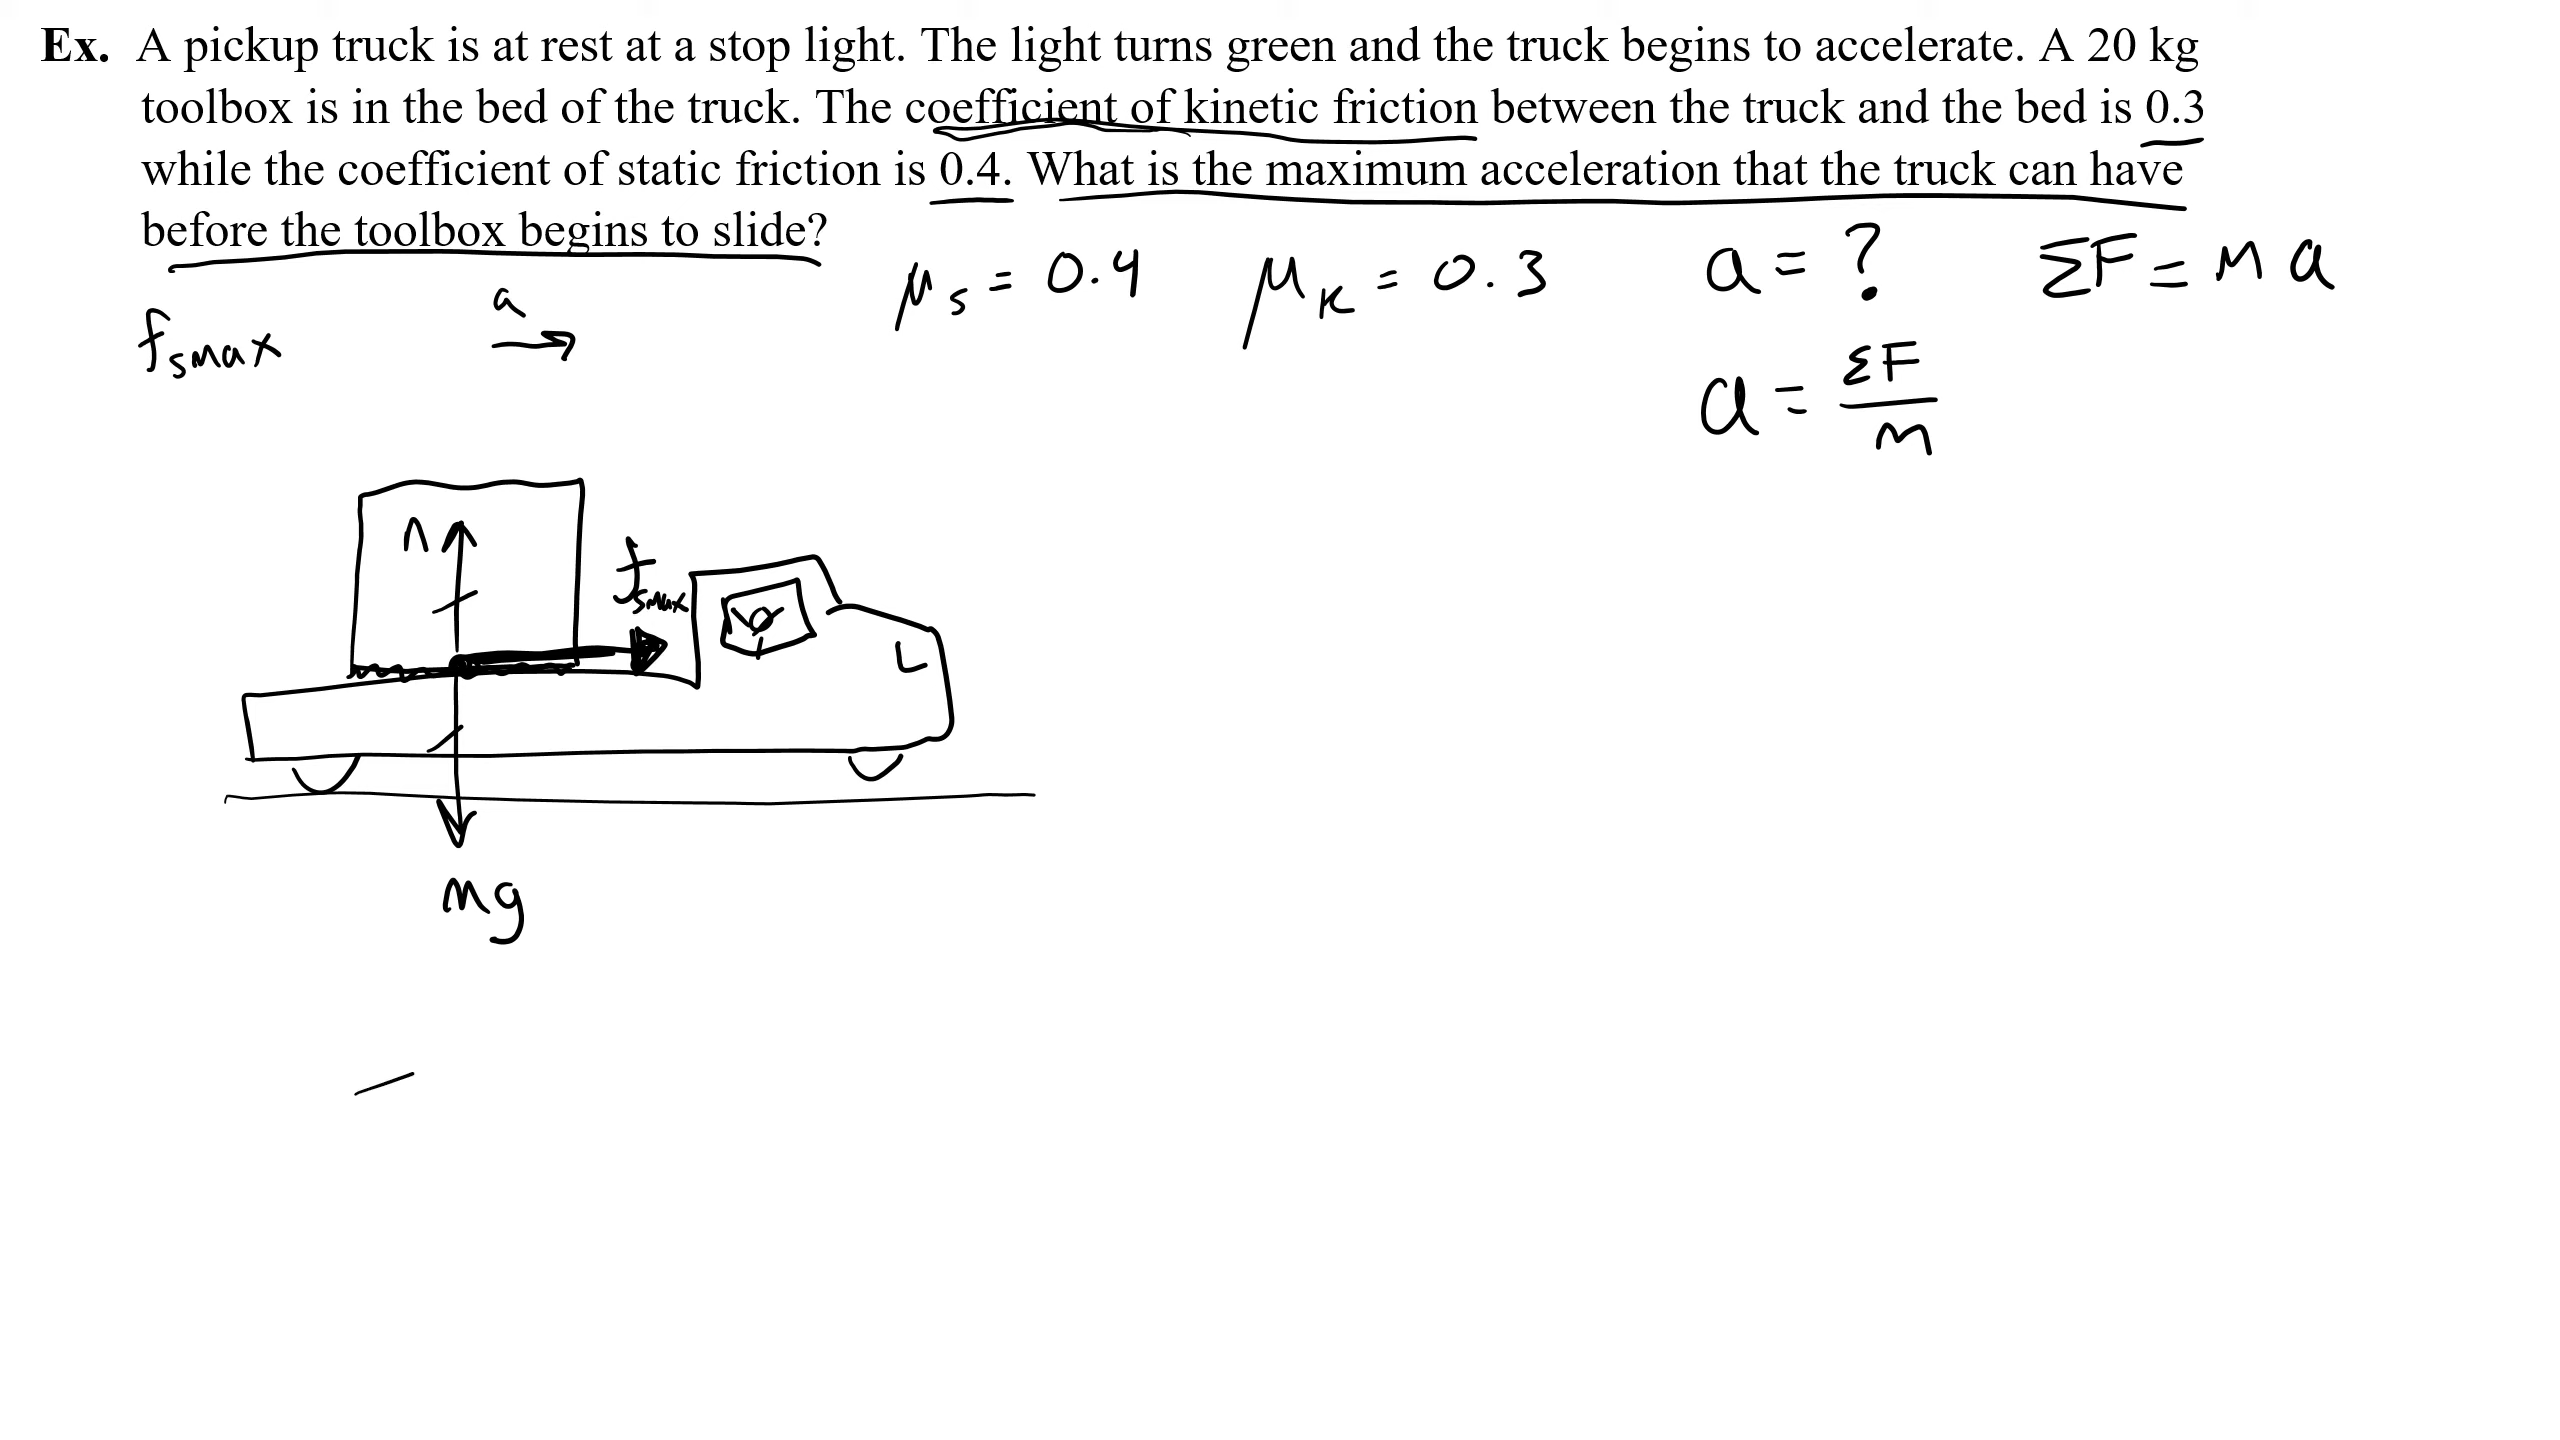 Ex. A pickup truck is at rest at a stop light. The light turns green and the truck begins to accelerate. A 20 kg
toolbox is in the bed of the truck. The coefficient of kinetic friction between the truck and the bed is 0.3
while the coefficient of static friction is 0.4. What is the maximum acceleration that the truck can have
before the toolbox begins to slide?
μs = 0.4 μK = 0.3 a = ? ΣF = ma
fsmax a →
a = ΣF/m
n
fsmax
mg